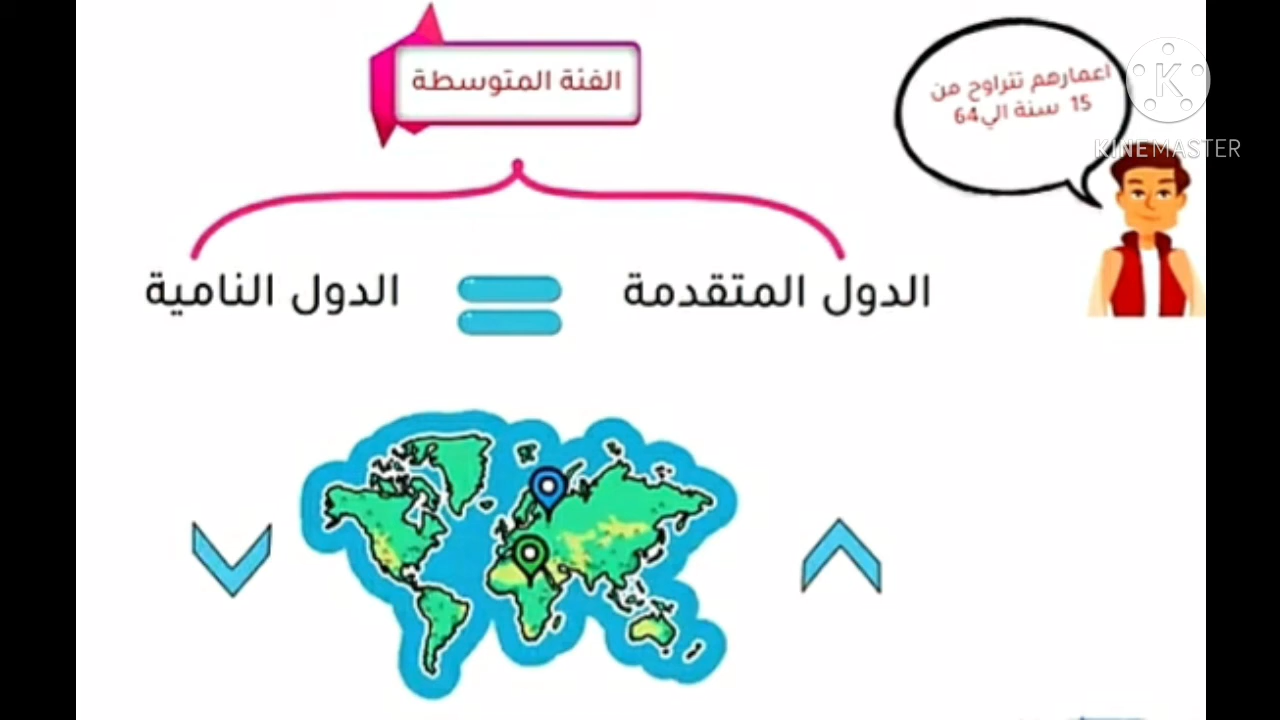 الفئة المتوسطة
اعمارهم تتراوح من
15 سنة الي64
KINEMASTER
الدول المتقدمة
الدول النامية